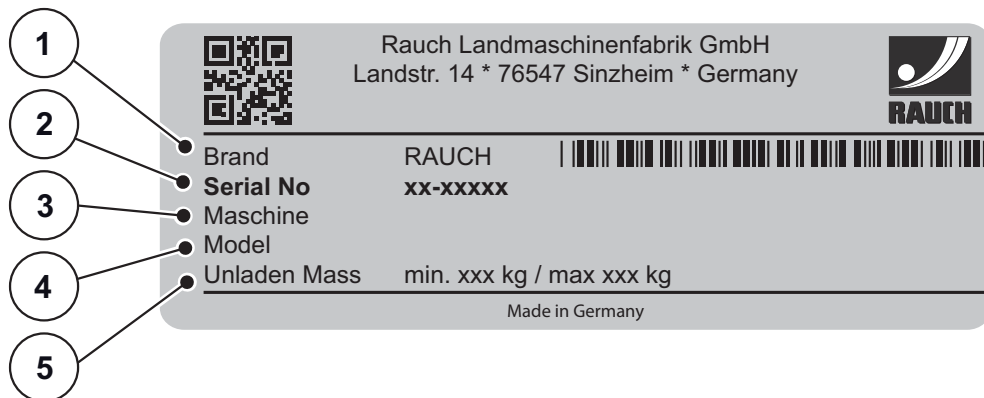 1
2
3
4
5
Rauch Landmaschinenfabrik GmbH
Landstr. 14 * 76547 Sinzheim * Germany
RAUCH
Brand RAUCH
Serial No xx-xxxxx
Maschine
Model
Unladen Mass min. xxx kg / max xxx kg
Made in Germany